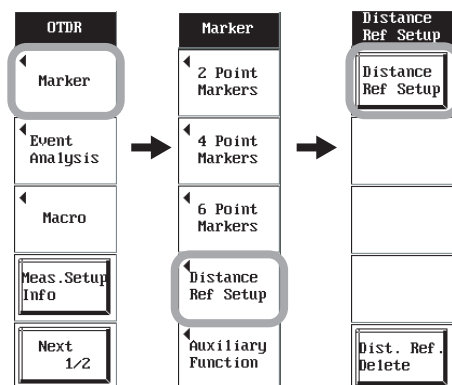 OTDR
Marker
Event
Analysis
Macro
Meas.Setup
Info
Next
1/2
Marker
2 Point
Markers
4 Point
Markers
6 Point
Markers
Distance
Ref Setup
Auxiliary
Function
Distance
Ref Setup
Distance
Ref Setup
Dist. Ref.
Delete